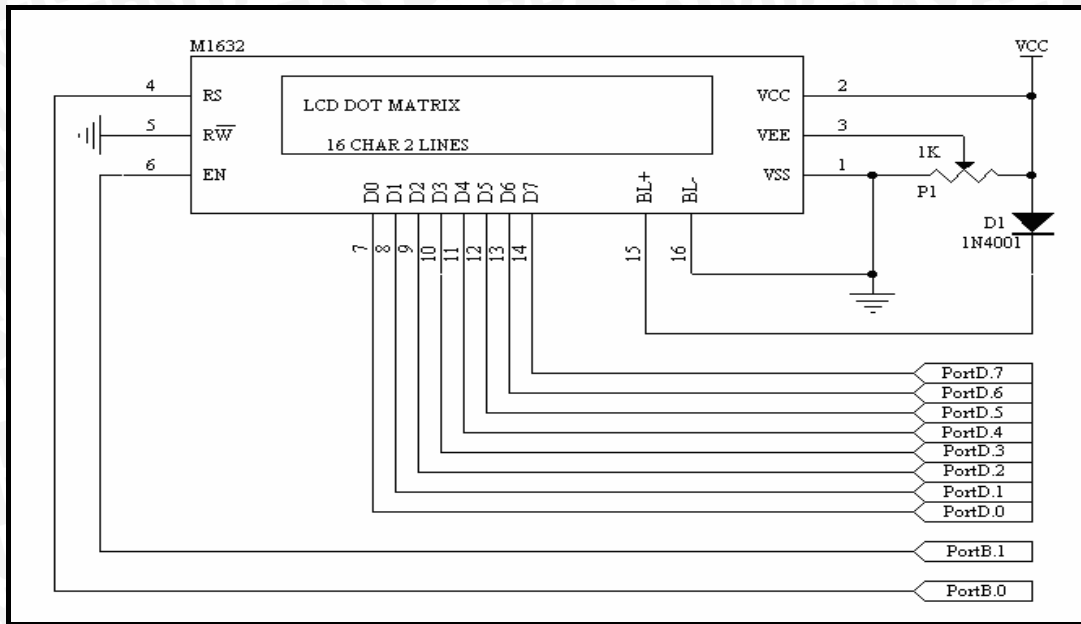 M1632
VCC
4
RS
LCD DOT MATRIX
VCC
2
5
RW̅
16 CHAR 2 LINES
VEE
3
6
EN
VSS
1
1K
P1
D0
D1
D2
D3
D4
D5
D6
D7
BL+
BL-
D1
1N4001
7
8
9
10
11
12
13
14
15
16
PortD.7
PortD.6
PortD.5
PortD.4
PortD.3
PortD.2
PortD.1
PortD.0
PortB.1
PortB.0